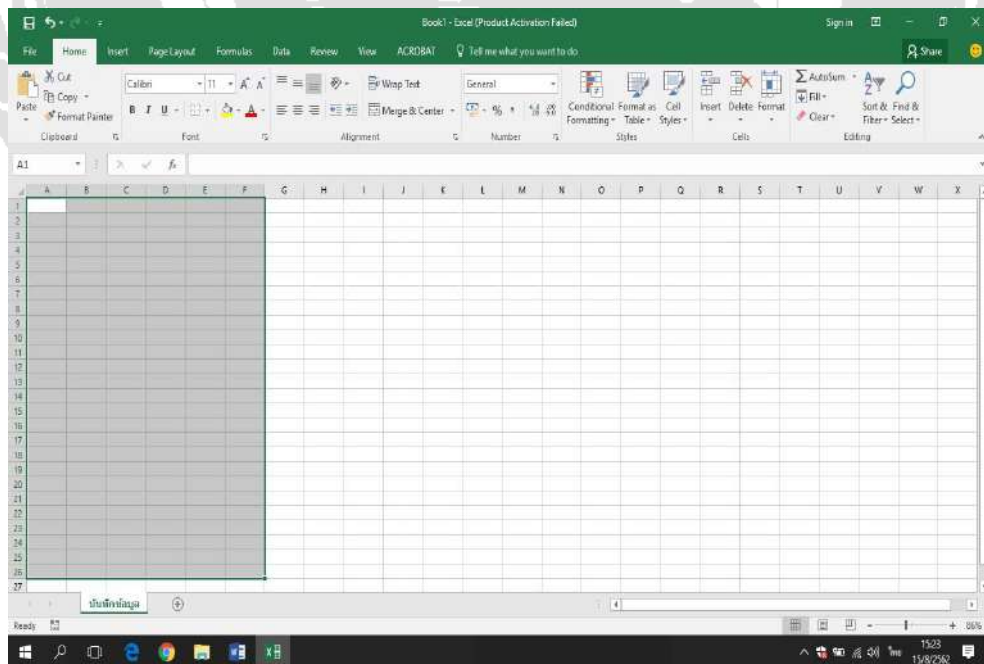 Book1 - Excel (Product Activation Failed)
Sign in
File Home Insert Page Layout Formulas Data Review View ACROBAT Tell me what you want to do
Share
Paste
Cut
Copy
Format Painter
Clipboard
Calibri 11
B I U
Font
Wrap Text
Merge & Center
Alignment
General
%
Number
Conditional Formatting
Format as Table
Cell Styles
Styles
Insert Delete Format
Cells
AutoSum
Fill
Clear
Sort & Filter
Find & Select
Editing
A1 fx
A B C D E F G H I J K L M N O P Q R S T U V W X
1
2
3
4
5
6
7
8
9
10
11
12
13
14
15
16
17
18
19
20
21
22
23
24
25
26
27
บันทึกข้อมูล
Ready
86%
ไทย
15:23
15/8/2562